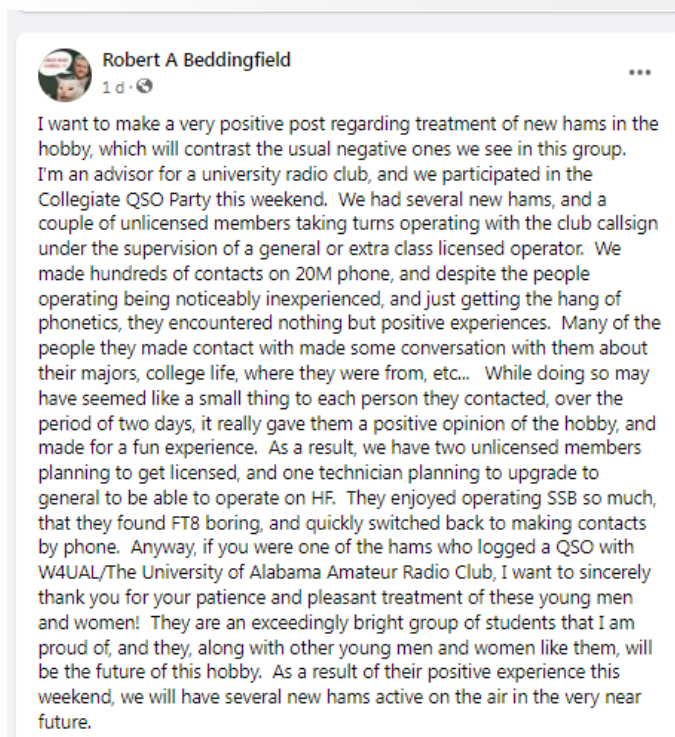 Robert A Beddingfield
1 d ·
I want to make a very positive post regarding treatment of new hams in the
hobby, which will contrast the usual negative ones we see in this group.
I'm an advisor for a university radio club, and we participated in the
Collegiate QSO Party this weekend.  We had several new hams, and a
couple of unlicensed members taking turns operating with the club callsign
under the supervision of a general or extra class licensed operator.  We
made hundreds of contacts on 20M phone, and despite the people
operating being noticeably inexperienced, and just getting the hang of
phonetics, they encountered nothing but positive experiences.  Many of the
people they made contact with made some conversation with them about
their majors, college life, where they were from, etc...   While doing so may
have seemed like a small thing to each person they contacted, over the
period of two days, it really gave them a positive opinion of the hobby, and
made for a fun experience.  As a result, we have two unlicensed members
planning to get licensed, and one technician planning to upgrade to
general to be able to operate on HF.  They enjoyed operating SSB so much,
that they found FT8 boring, and quickly switched back to making contacts
by phone.  Anyway, if you were one of the hams who logged a QSO with
W4UAL/The University of Alabama Amateur Radio Club, I want to sincerely
thank you for your patience and pleasant treatment of these young men
and women!  They are an exceedingly bright group of students that I am
proud of, and they, along with other young men and women like them, will
be the future of this hobby.  As a result of their positive experience this
weekend, we will have several new hams active on the air in the very near
future.